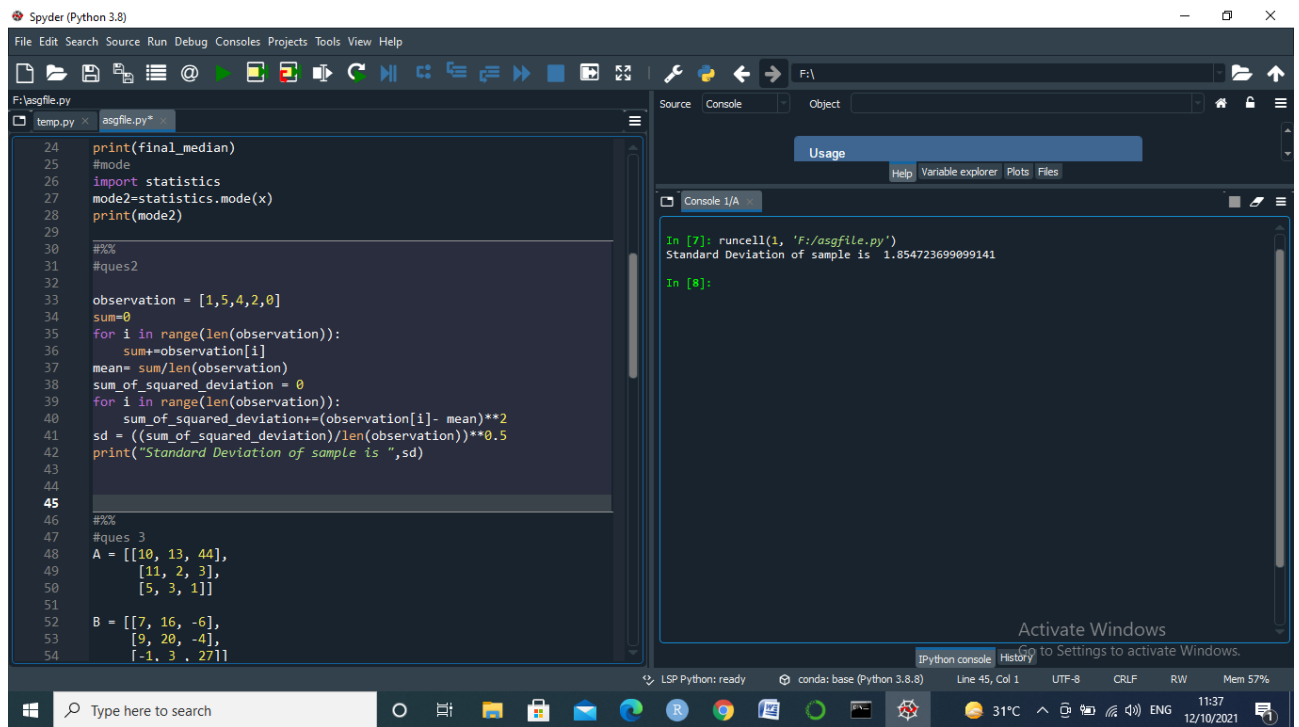 Spyder (Python 3.8)
File Edit Search Source Run Debug Consoles Projects Tools View Help
F:\
F:\asgfile.py
temp.py
asgfile.py*
24 print(final_median)
25 #mode
26 import statistics
27 mode2=statistics.mode(x)
28 print(mode2)
29
30 #%%
31 #ques2
32
33 observation = [1,5,4,2,0]
34 sum=0
35 for i in range(len(observation)):
36     sum+=observation[i]
37 mean= sum/len(observation)
38 sum_of_squared_deviation = 0
39 for i in range(len(observation)):
40     sum_of_squared_deviation+=(observation[i]- mean)**2
41 sd = ((sum_of_squared_deviation)/len(observation))**0.5
42 print("Standard Deviation of sample is ",sd)
43
44
45
46 #%%
47 #ques 3
48 A = [[10, 13, 44],
49       [11, 2, 3],
50       [5, 3, 1]]
51
52 B = [[7, 16, -6],
53      [9, 20, -4],
54      [-1, 3 , 27]]
Source Console Object
Usage
Help Variable explorer Plots Files
Console 1/A
In [7]: runcell(1, 'F:/asgfile.py')
Standard Deviation of sample is  1.854723699099141
In [8]:
Activate Windows
Go to Settings to activate Windows.
IPython console History
LSP Python: ready conda: base (Python 3.8.8) Line 45, Col 1 UTF-8 CRLF RW Mem 57%
Type here to search
R
31°C ENG
11:37
12/10/2021
1